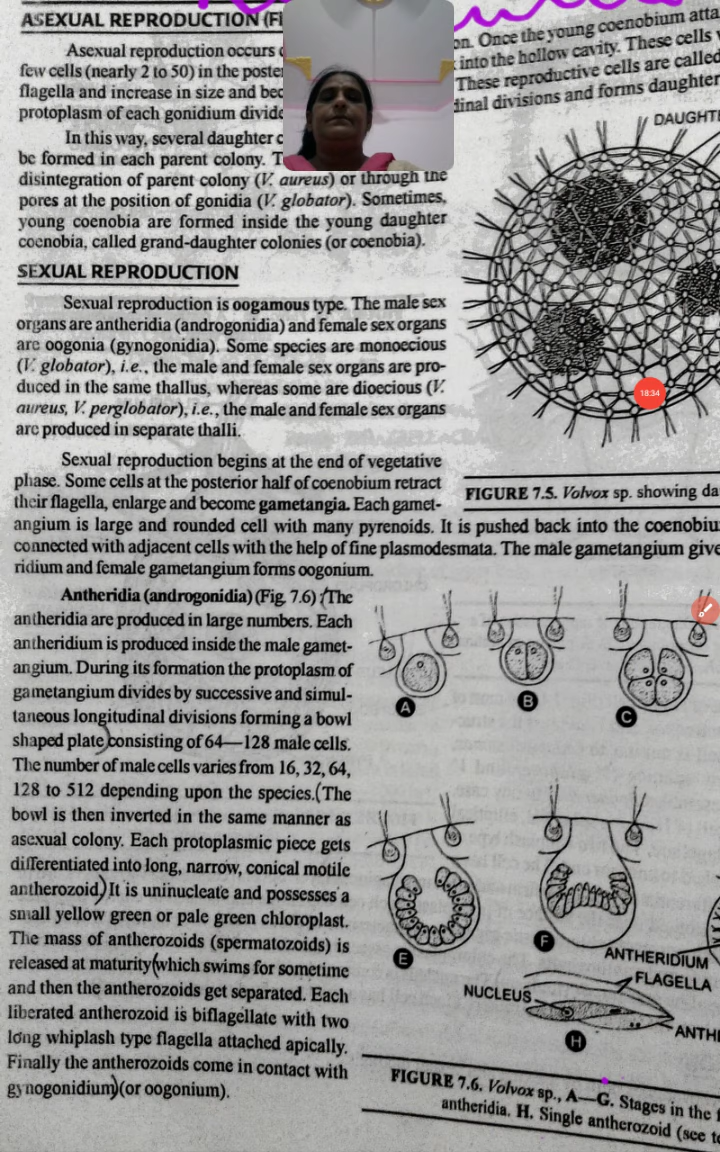 ASEXUAL REPRODUCTION
Asexual reproduction occurs
few cells (nearly 2 to 50) in the
flagella and increase in size and
protoplasm of each gonidium
In this way, several daughter
be formed in each parent colony.
disintegration of parent colony (V. aureus) or through the
pores at the position of gonidia (V. globator). Sometimes,
young coenobia are formed inside the young daughter
coenobia, called grand-daughter colonies (or coenobia).
on. Once the young coenobium
into the hollow cavity. These cells
These reproductive cells are called
divisions and forms daughter
SEXUAL REPRODUCTION
Sexual reproduction is oogamous type. The male sex
organs are antheridia (androgonidia) and female sex organs
are oogonia (gynogonidia). Some species are monoecious
(V. globator), i.e., the male and female sex organs are pro-
duced in the same thallus, whereas some are dioecious (V.
aureus, V. perglobator), i.e., the male and female sex organs
are produced in separate thalli.
18:34
FIGURE 7.5. Volvox sp. showing
Sexual reproduction begins at the end of vegetative
phase. Some cells at the posterior half of coenobium retract
their flagella, enlarge and become gametangia. Each gamet-
angium is large and rounded cell with many pyrenoids. It is pushed back into the
connected with adjacent cells with the help of fine plasmodesmata. The male gametangium
ridium and female gametangium forms oogonium.
Antheridia (androgonidia) (Fig. 7.6) : The
antheridia are produced in large numbers. Each
antheridium is produced inside the male gamet-
angium. During its formation the protoplasm of
gametangium divides by successive and simul-
taneous longitudinal divisions forming a bowl
shaped plate consisting of 64—128 male cells.
The number of male cells varies from 16, 32, 64,
128 to 512 depending upon the species. (The
bowl is then inverted in the same manner as
asexual colony. Each protoplasmic piece gets
differentiated into long, narrow, conical motile
antherozoid) It is uninucleate and possesses a
small yellow green or pale green chloroplast.
The mass of antherozoids (spermatozoids) is
released at maturity (which swims for sometime
and then the antherozoids get separated. Each
liberated antherozoid is biflagellate with two
long whiplash type flagella attached apically.
Finally the antherozoids come in contact with
gynogonidium) (or oogonium).
A
B
C
E
F
ANTHERIDIUM
FLAGELLA
NUCLEUS
H
FIGURE 7.6. Volvox sp., A—G. Stages in the
antheridia. H. Single antherozoid (see